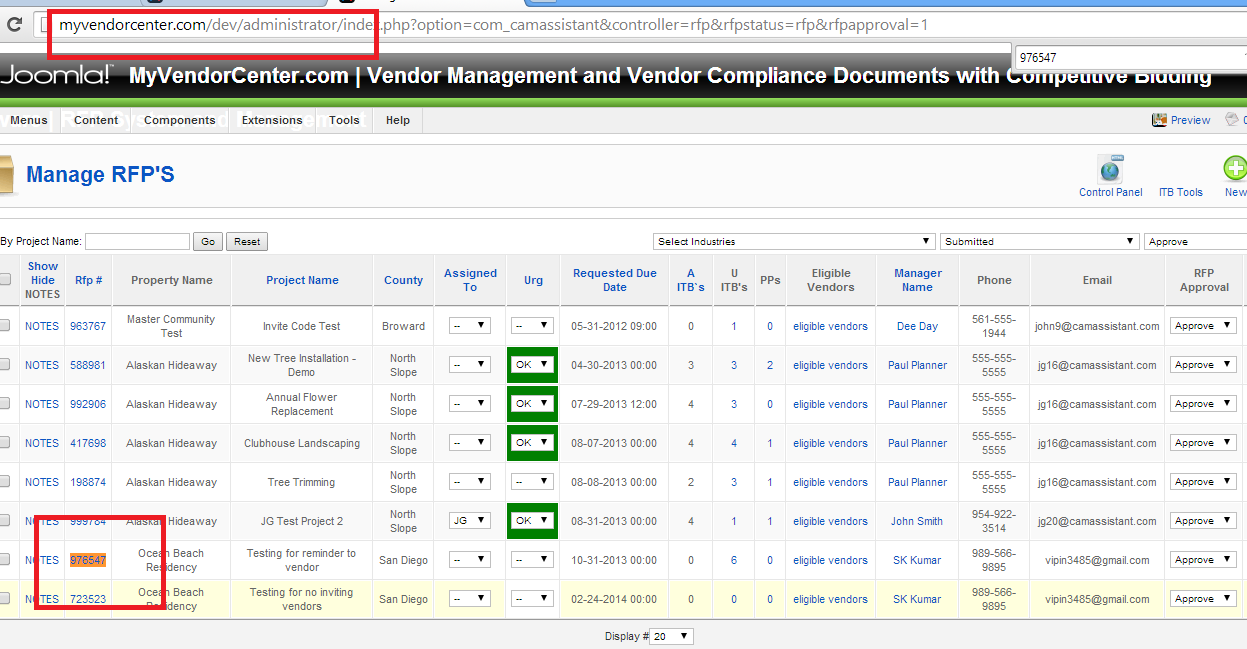 myvendorcenter.com/dev/administrator/index.php?option=com_camassistant&controller=rfp&rfpstatus=rfp&rfpapproval=1
976547
Joomla! MyVendorCenter.com | Vendor Management and Vendor Compliance Documents with Competitive Bidding
Menus Content Components Extensions Tools Help Preview
Manage RFP'S
Control Panel ITB Tools New
By Project Name: Go Reset Select Industries Submitted Approve
Show Hide NOTES Rfp # Property Name Project Name County Assigned To Urg Requested Due Date A ITB`s U ITB's PPs Eligible Vendors Manager Name Phone Email RFP Approval
NOTES 963767 Master Community Test Invite Code Test Broward -- -- 05-31-2012 09:00 0 1 0 eligible vendors Dee Day 561-555-1944 john9@camassistant.com Approve
NOTES 588981 Alaskan Hideaway New Tree Installation - Demo North Slope -- OK 04-30-2013 00:00 3 3 2 eligible vendors Paul Planner 555-555-5555 jg16@camassistant.com Approve
NOTES 992906 Alaskan Hideaway Annual Flower Replacement North Slope -- OK 07-29-2013 12:00 4 3 0 eligible vendors Paul Planner 555-555-5555 jg16@camassistant.com Approve
NOTES 417698 Alaskan Hideaway Clubhouse Landscaping North Slope -- OK 08-07-2013 00:00 4 4 1 eligible vendors Paul Planner 555-555-5555 jg16@camassistant.com Approve
NOTES 198874 Alaskan Hideaway Tree Trimming North Slope -- -- 08-08-2013 00:00 2 3 1 eligible vendors Paul Planner 555-555-5555 jg16@camassistant.com Approve
NOTES 999784 Alaskan Hideaway JG Test Project 2 North Slope JG OK 08-31-2013 00:00 4 1 1 eligible vendors John Smith 954-922-3514 jg20@camassistant.com Approve
NOTES 976547 Ocean Beach Residency Testing for reminder to vendor San Diego -- -- 10-31-2013 00:00 0 6 0 eligible vendors SK Kumar 989-566-9895 vipin3485@gmail.com Approve
NOTES 723523 Ocean Beach Residency Testing for no inviting vendors San Diego -- -- 02-24-2014 00:00 0 0 0 eligible vendors SK Kumar 989-566-9895 vipin3485@gmail.com Approve
Display # 20